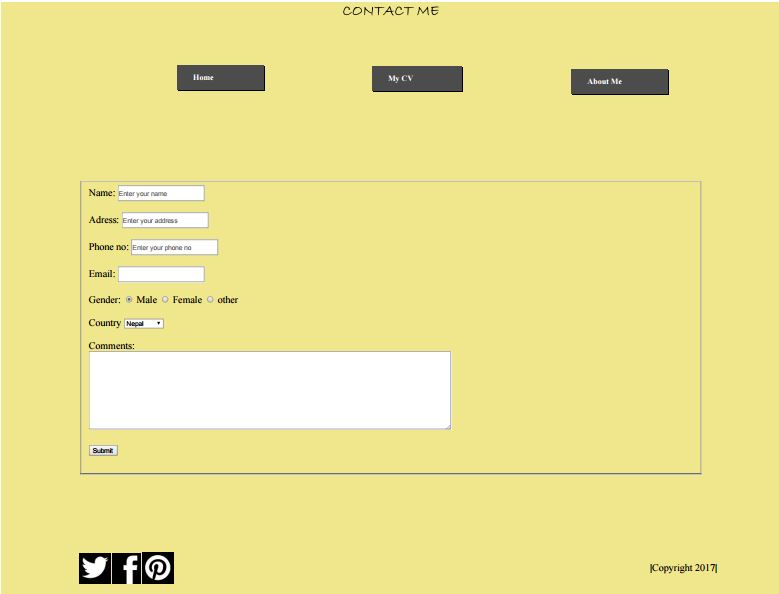 CONTACT ME
Home
My CV
About Me
Name: Enter your name
Adress: Enter your address
Phone no: Enter your phone no
Email:
Gender: Male Female other
Country Nepal
Comments:
Submit
|Copyright 2017|